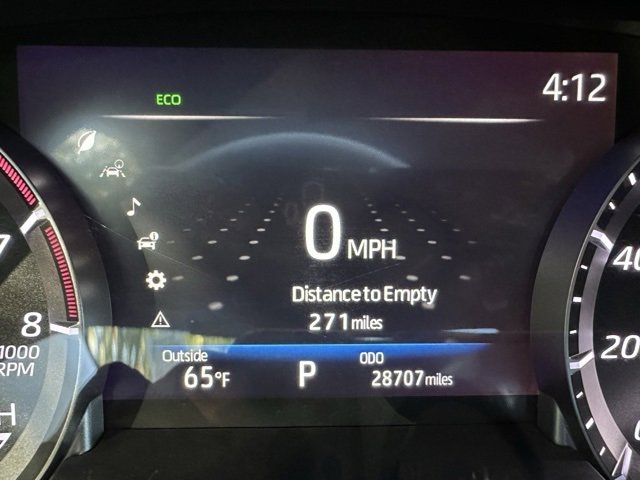 4:12
ECO
0 MPH
Distance to Empty
271 miles
Outside
65°F
P
ODO
28707 miles
8
1000
RPM
H
40
20